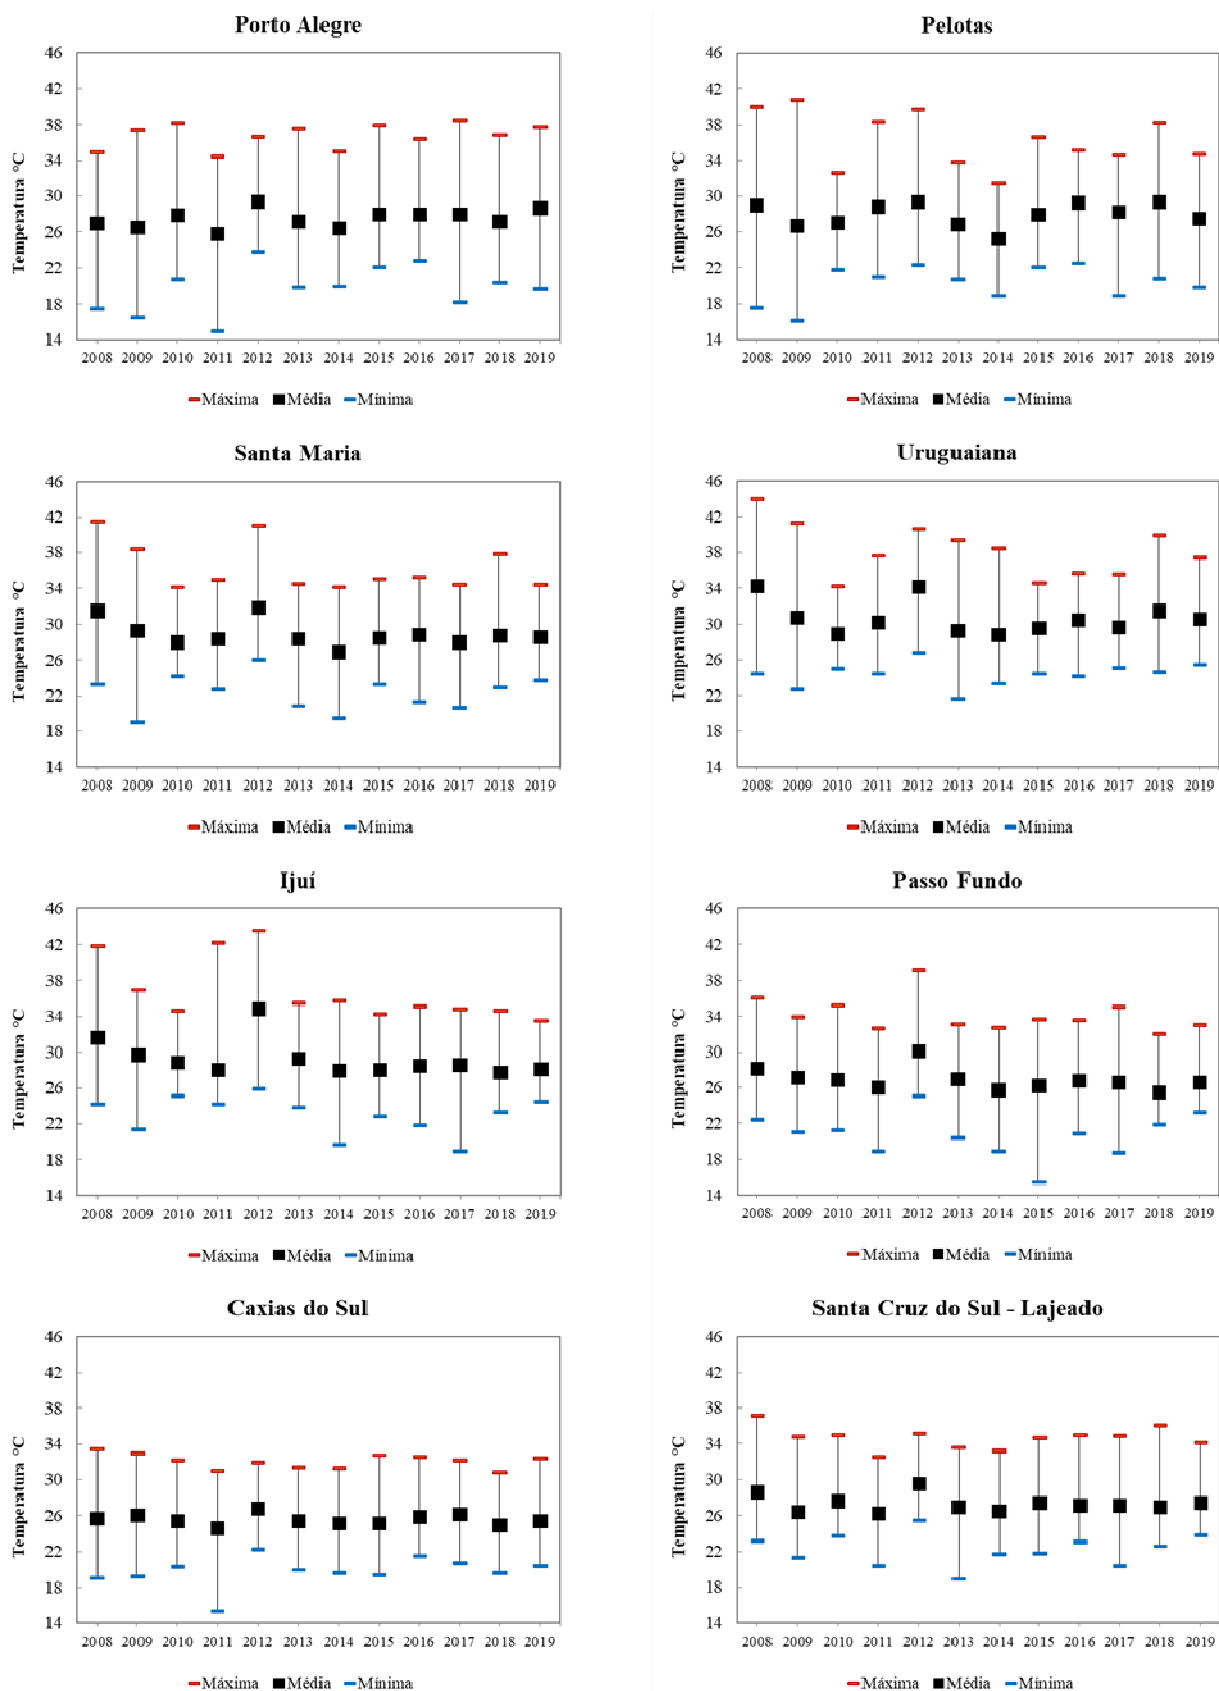 Porto Alegre
Temperatura °C
46
42
38
34
30
26
22
18
14
2008 2009 2010 2011 2012 2013 2014 2015 2016 2017 2018 2019
Máxima Média Mínima
Pelotas
Temperatura °C
46
42
38
34
30
26
22
18
14
2008 2009 2010 2011 2012 2013 2014 2015 2016 2017 2018 2019
Máxima Média Mínima
Santa Maria
Temperatura °C
46
42
38
34
30
26
22
18
14
2008 2009 2010 2011 2012 2013 2014 2015 2016 2017 2018 2019
Máxima Média Mínima
Uruguaiana
Temperatura °C
46
42
38
34
30
26
22
18
14
2008 2009 2010 2011 2012 2013 2014 2015 2016 2017 2018 2019
Máxima Média Mínima
Ijuí
Temperatura °C
46
42
38
34
30
26
22
18
14
2008 2009 2010 2011 2012 2013 2014 2015 2016 2017 2018 2019
Máxima Média Mínima
Passo Fundo
Temperatura °C
46
42
38
34
30
26
22
18
14
2008 2009 2010 2011 2012 2013 2014 2015 2016 2017 2018 2019
Máxima Média Mínima
Caxias do Sul
Temperatura °C
46
42
38
34
30
26
22
18
14
2008 2009 2010 2011 2012 2013 2014 2015 2016 2017 2018 2019
Máxima Média Mínima
Santa Cruz do Sul - Lajeado
Temperatura °C
46
42
38
34
30
26
22
18
14
2008 2009 2010 2011 2012 2013 2014 2015 2016 2017 2018 2019
Máxima Média Mínima